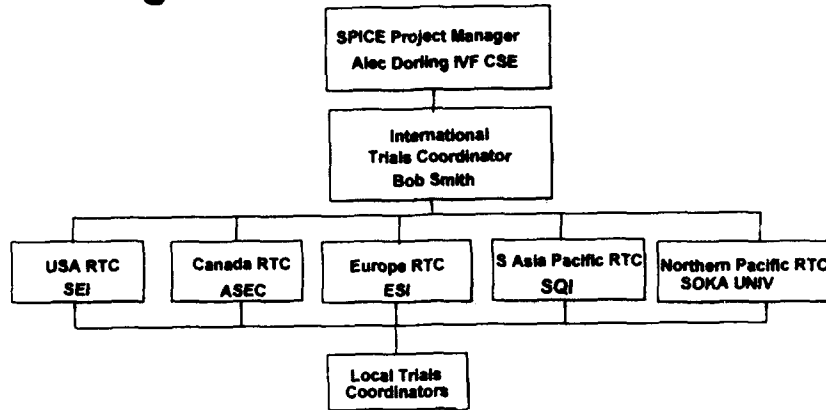 SPICE Project Manager
Alec Dorling IVF CSE
International
Trials Coordinator
Bob Smith
USA RTC
SEI
Canada RTC
ASEC
Europe RTC
ESI
S Asia Pacific RTC
SQI
Northern Pacific RTC
SOKA UNIV
Local Trials
Coordinators